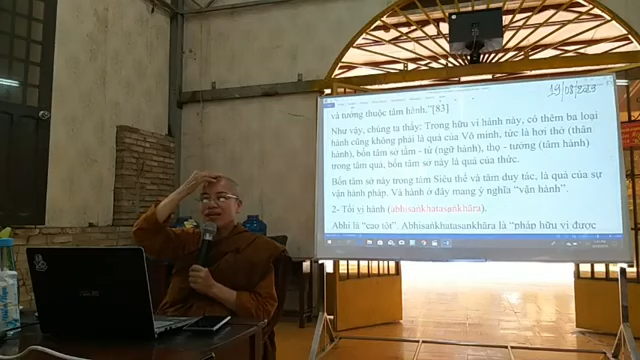 19/08/2019
và tưởng thuộc tâm hành."[83]
Như vậy, chúng ta thấy: Trong hữu vi hành này, có thêm ba loại
hành cũng không phải là quả của Vô minh, tức là hơi thở (thân
hành), bốn tâm sở tầm - tứ (ngữ hành), thọ - tưởng (tâm hành)
trong tâm quả, bốn tâm sở này là quả của thức.
Bốn tâm sở này trong tâm Siêu thế và tâm duy tác, là quả của sự
vận hành pháp. Và hành ở đây mang ý nghĩa "vận hành".
2- Tối vi hành (abhisaṅkhatasaṅkhāra).
Abhi là "cao tột". Abhisaṅkhatasaṅkhāra là "pháp hữu vi được